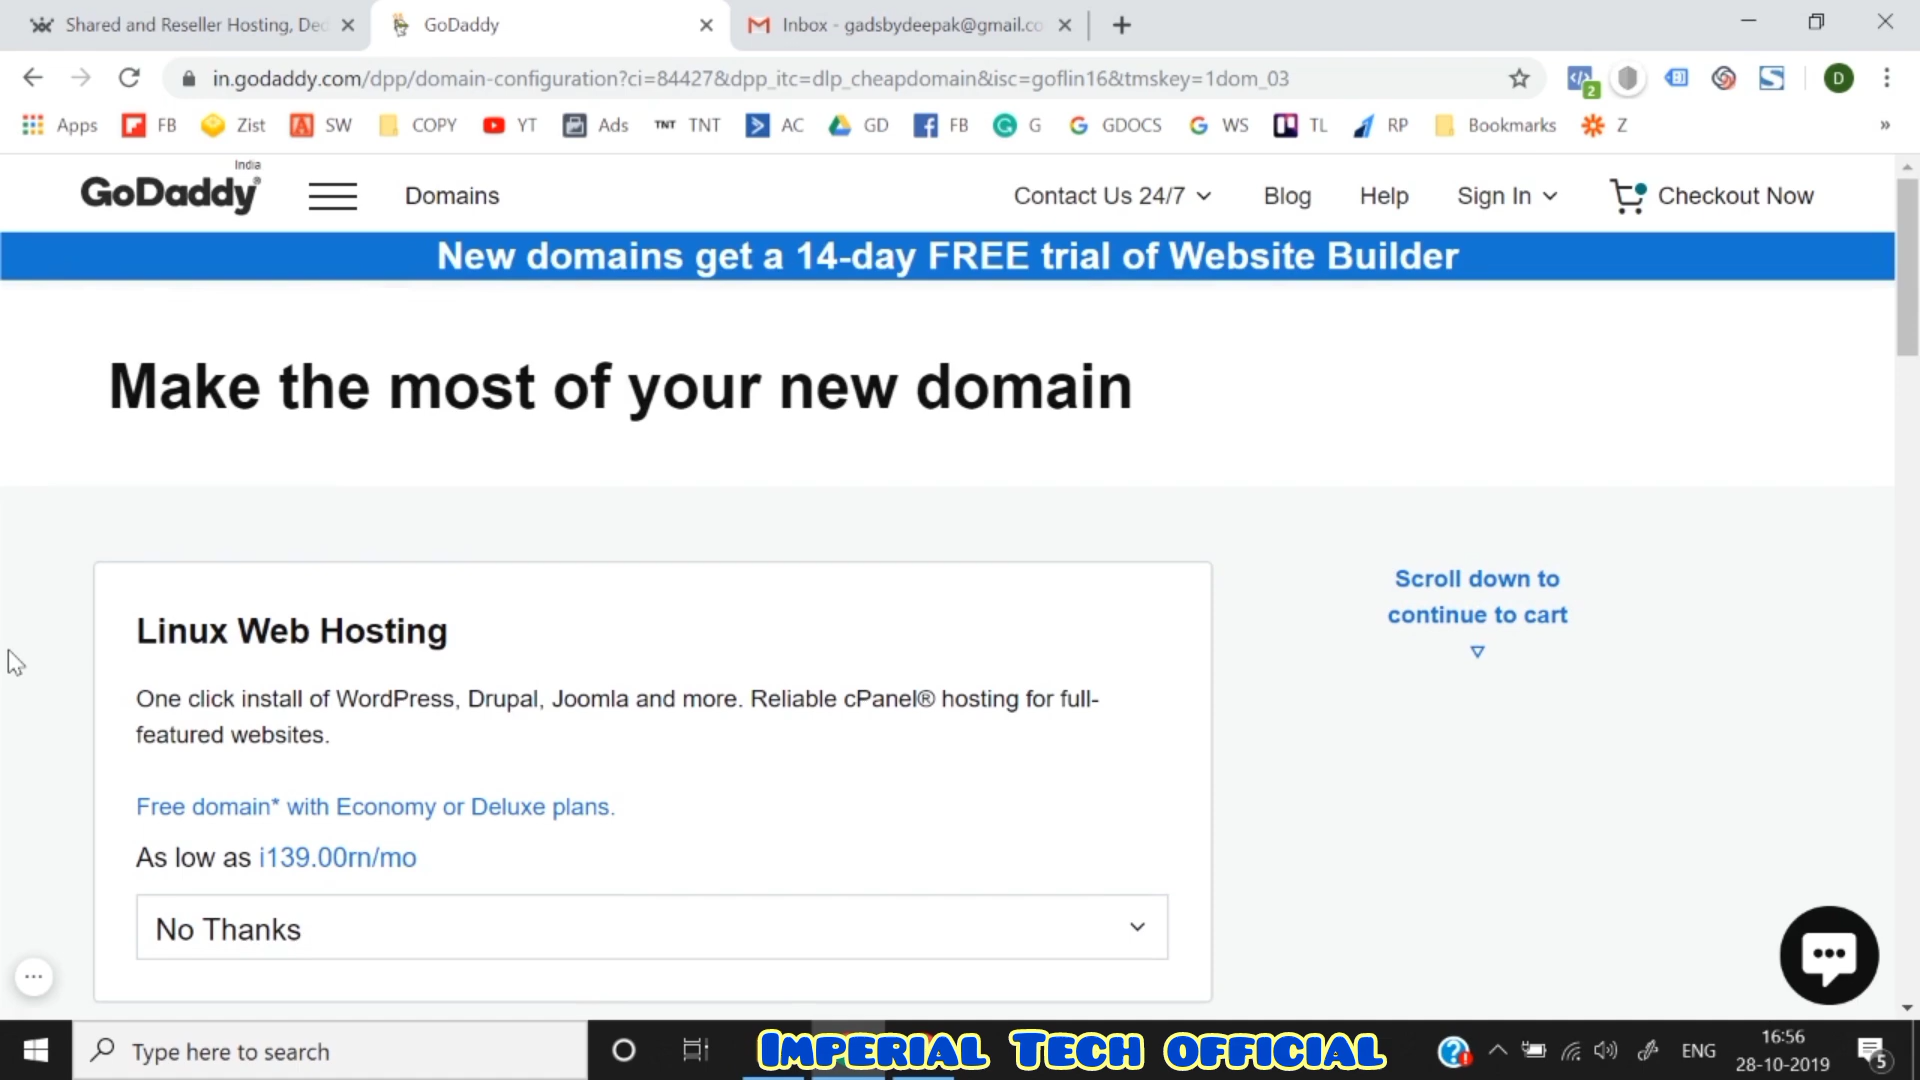 Shared and Reseller Hosting, Dec
GoDaddy
Inbox - gadsbydeepak@gmail.co
in.godaddy.com/dpp/domain-configuration?ci=84427&dpp_itc=dlp_cheapdomain&isc=goflin16&tmskey=1dom_03
2
D
Apps FB Zist SW COPY YT Ads TNT TNT AC GD FB G GDOCS WS TL RP Bookmarks Z »
India
GoDaddy®
Domains
Contact Us 24/7
Blog
Help
Sign In
Checkout Now
New domains get a 14-day FREE trial of Website Builder
Make the most of your new domain
Linux Web Hosting
One click install of WordPress, Drupal, Joomla and more. Reliable cPanel® hosting for full-
featured websites.
Free domain* with Economy or Deluxe plans.
As low as i139.00rn/mo
No Thanks
Scroll down to
continue to cart
Type here to search
Imperial Tech official
ENG
16:56
28-10-2019
5